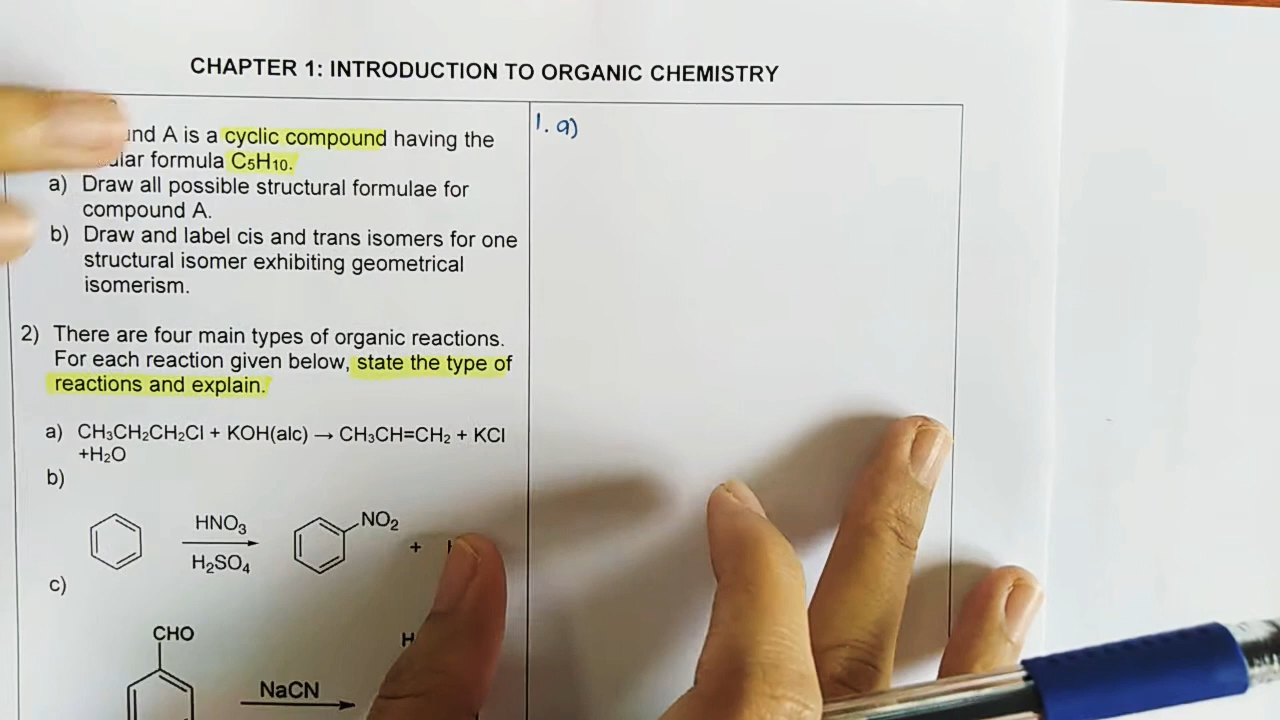 CHAPTER 1: INTRODUCTION TO ORGANIC CHEMISTRY
A is a cyclic compound having the
formula C₅H₁₀.
a) Draw all possible structural formulae for
compound A.
b) Draw and label cis and trans isomers for one
structural isomer exhibiting geometrical
isomerism.
2) There are four main types of organic reactions.
For each reaction given below, state the type of
reactions and explain.
a) CH₃CH₂CH₂Cl + KOH(alc) → CH₃CH=CH₂ + KCl
+H₂O
b)
HNO₃
H₂SO₄
NO₂
+
c)
CHO
H
NaCN
1. a)